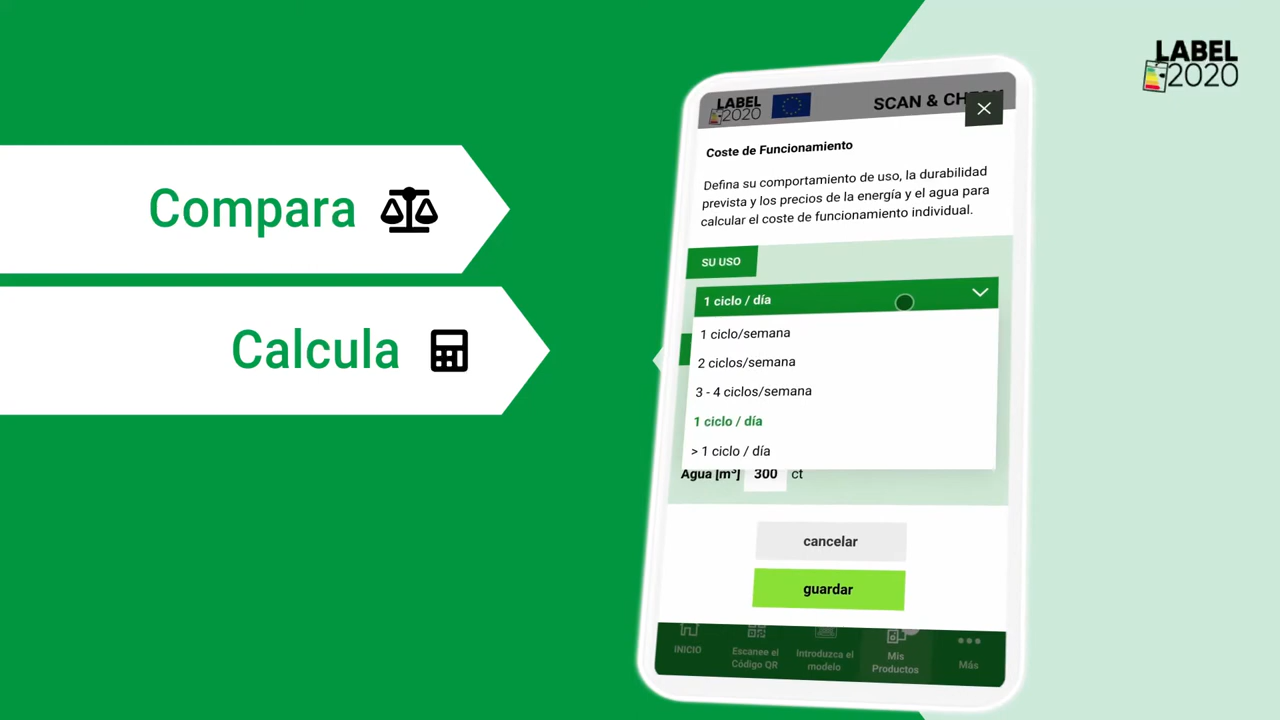 LABEL
2020
Compara
Calcula
LABEL
2020
SCAN & CHECK
Coste de Funcionamiento
Defina su comportamiento de uso, la durabilidad
prevista y los precios de la energía y el agua para
calcular el coste de funcionamiento individual.
SU USO
1 ciclo / día
1 ciclo/semana
2 ciclos/semana
3 - 4 ciclos/semana
1 ciclo / día
> 1 ciclo / día
Agua [m³] 300 ct
cancelar
guardar
INICIO
Escanee el
Código QR
Introduzca el
modelo
Mis
Productos
Más